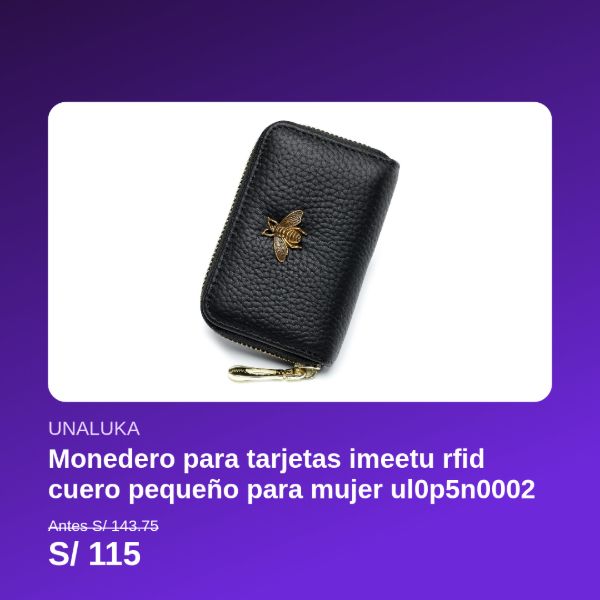 UNALUKA
Monedero para tarjetas imeetu rfid
cuero pequeño para mujer ul0p5n0002
Antes S/ 143.75
S/ 115